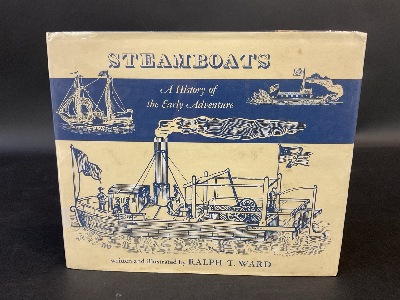 STEAMBOATS
A History of
the Early Adventure
written and illustrated by RALPH T. WARD